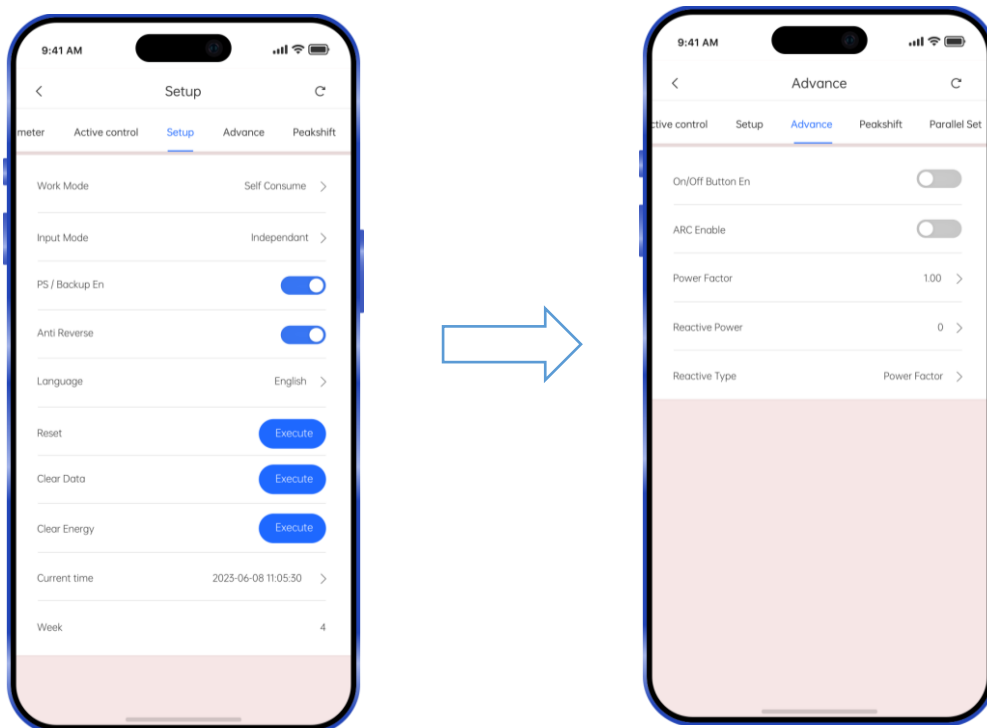 9:41 AM
Setup
meter Active control Setup Advance Peakshift
Work Mode Self Consume
Input Mode Independant
PS / Backup En
Anti Reverse
Language English
Reset Execute
Clear Data Execute
Clear Energy Execute
Current time 2023-06-08 11:05:30
Week 4
9:41 AM
Advance
ctive control Setup Advance Peakshift Parallel Set
On/Off Button En
ARC Enable
Power Factor 1.00
Reactive Power 0
Reactive Type Power Factor